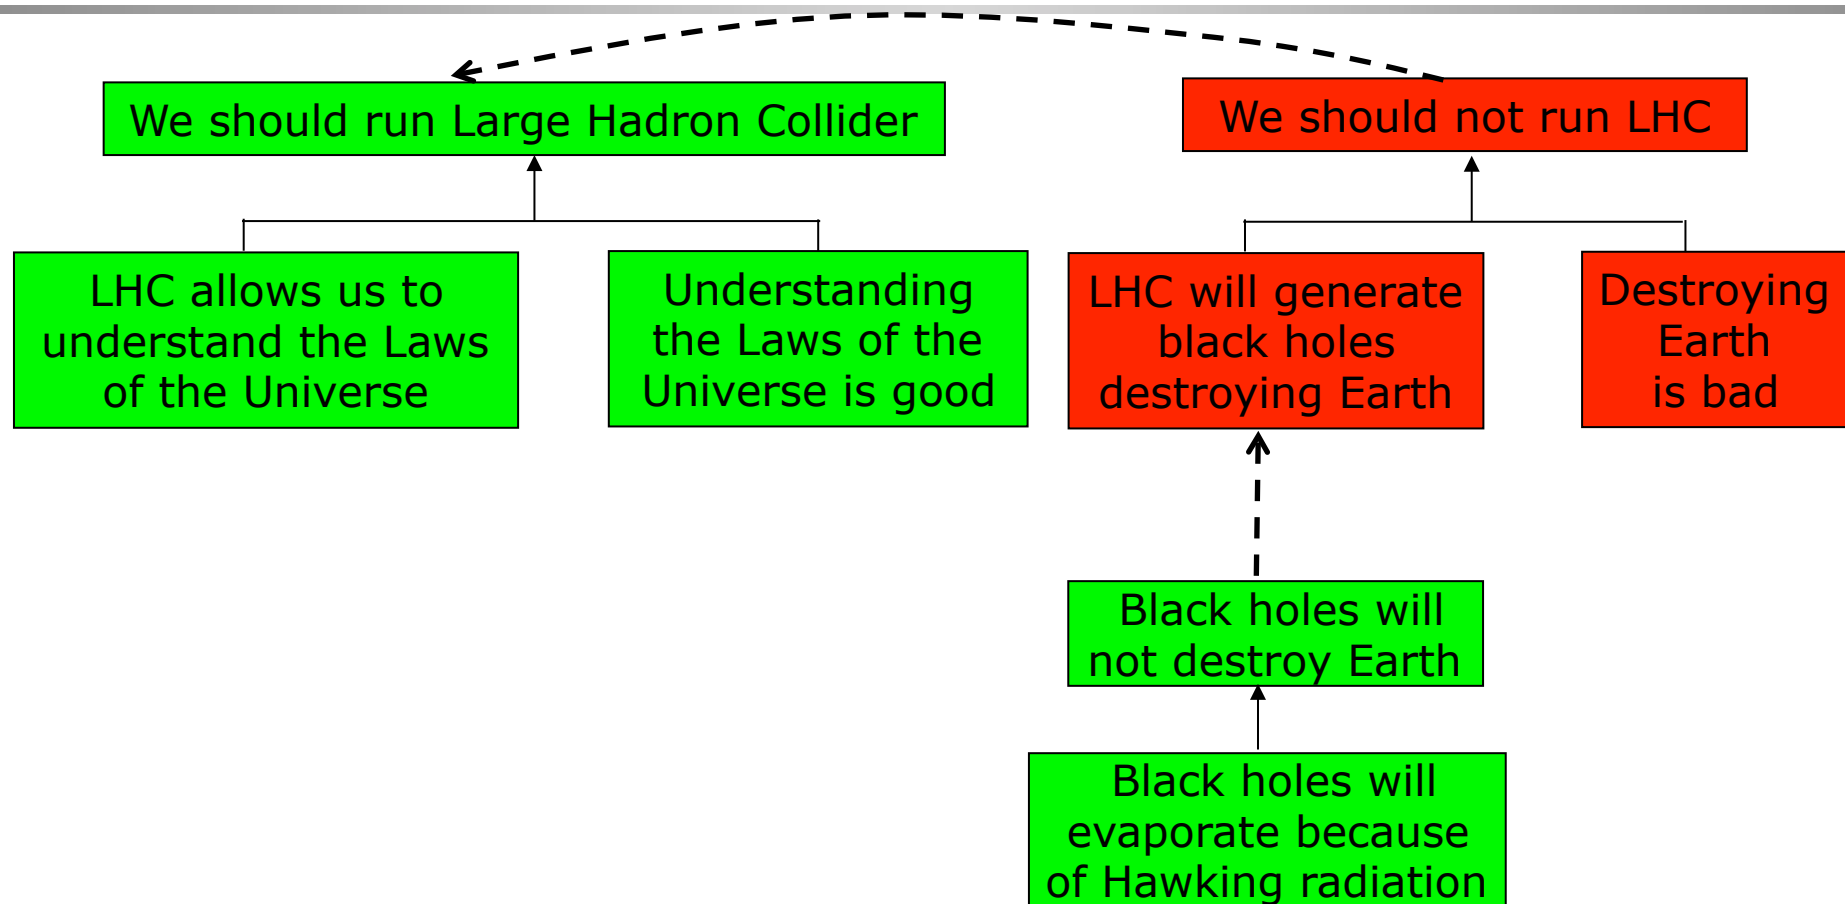 We should run Large Hadron Collider
We should not run LHC
LHC allows us to
understand the Laws
of the Universe
Understanding
the Laws of the
Universe is good
LHC will generate
black holes
destroying Earth
Destroying
Earth
is bad
Black holes will
not destroy Earth
Black holes will
evaporate because
of Hawking radiation